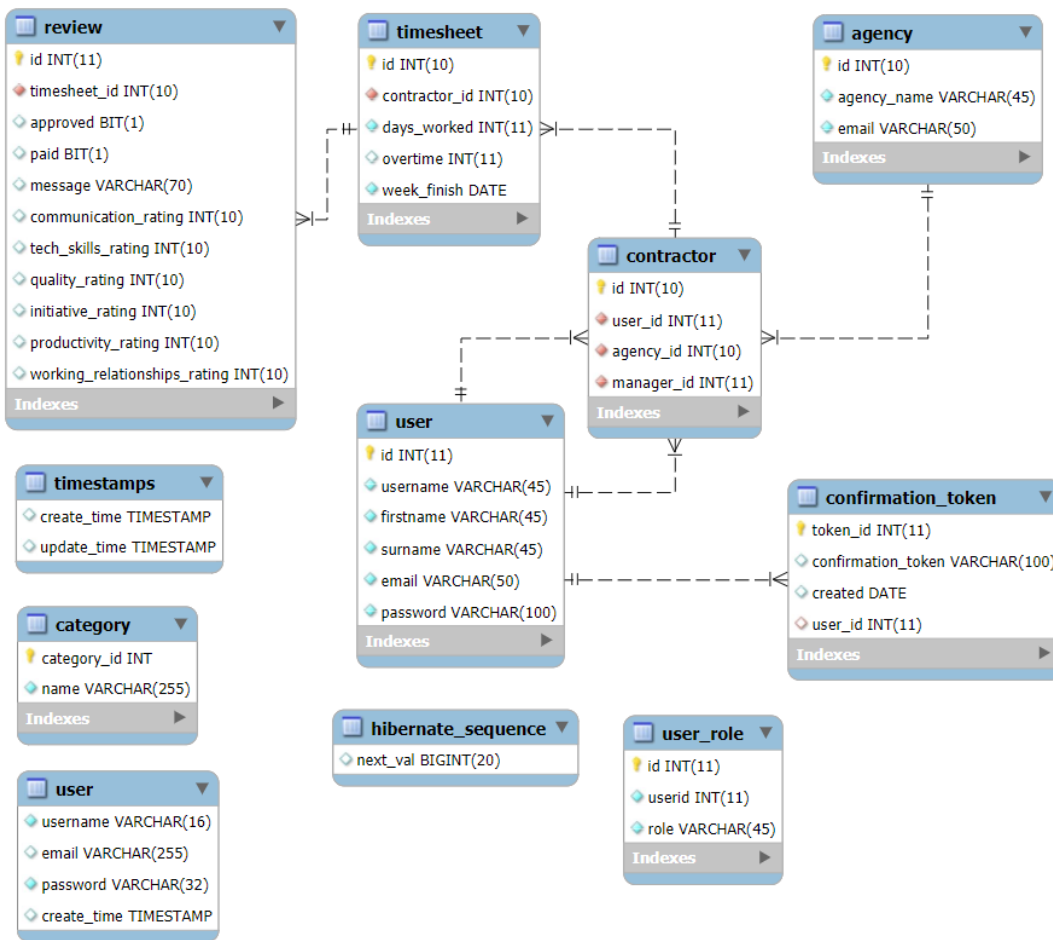 review
id INT(11)
timesheet_id INT(10)
approved BIT(1)
paid BIT(1)
message VARCHAR(70)
communication_rating INT(10)
tech_skills_rating INT(10)
quality_rating INT(10)
initiative_rating INT(10)
productivity_rating INT(10)
working_relationships_rating INT(10)
Indexes
timesheet
id INT(10)
contractor_id INT(10)
days_worked INT(11)
overtime INT(11)
week_finish DATE
Indexes
agency
id INT(10)
agency_name VARCHAR(45)
email VARCHAR(50)
Indexes
contractor
id INT(10)
user_id INT(11)
agency_id INT(10)
manager_id INT(11)
Indexes
user
id INT(11)
username VARCHAR(45)
firstname VARCHAR(45)
surname VARCHAR(45)
email VARCHAR(50)
password VARCHAR(100)
Indexes
timestamps
create_time TIMESTAMP
update_time TIMESTAMP
confirmation_token
token_id INT(11)
confirmation_token VARCHAR(100)
created DATE
user_id INT(11)
Indexes
category
category_id INT
name VARCHAR(255)
Indexes
hibernate_sequence
next_val BIGINT(20)
user_role
id INT(11)
userid INT(11)
role VARCHAR(45)
Indexes
user
username VARCHAR(16)
email VARCHAR(255)
password VARCHAR(32)
create_time TIMESTAMP